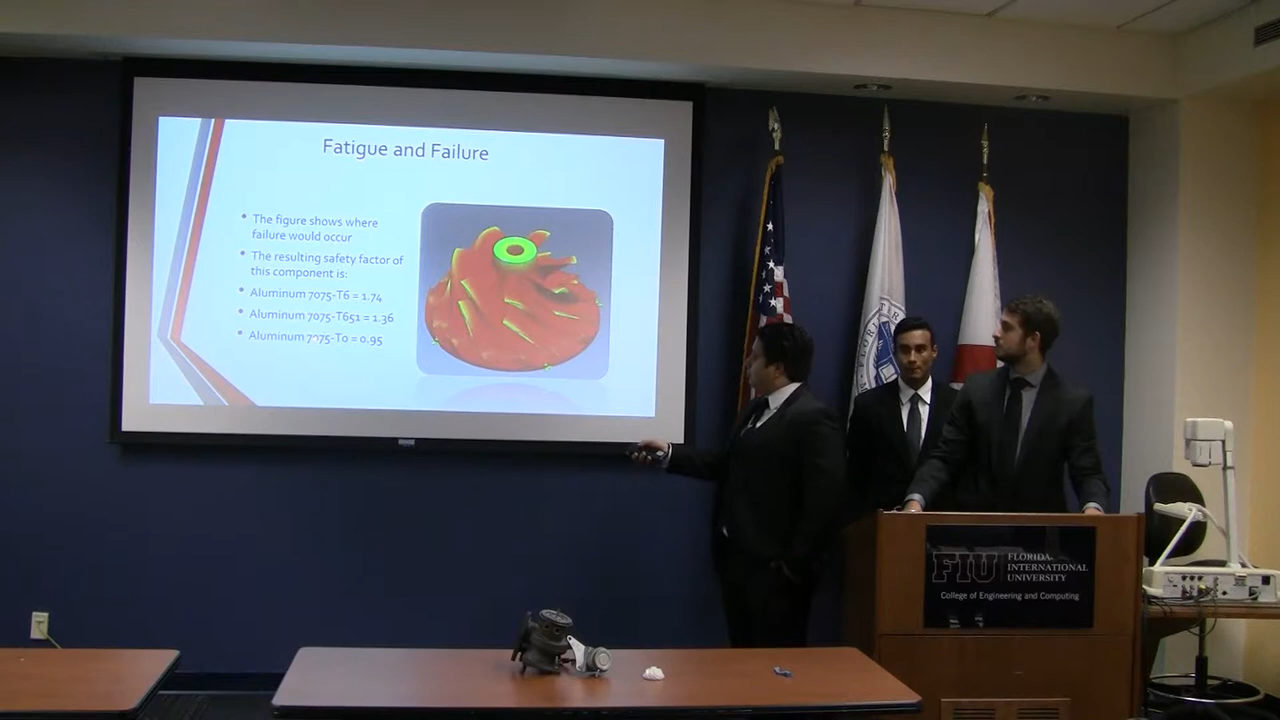 Fatigue and Failure
The figure shows where
failure would occur
The resulting safety factor of
this component is:
Aluminum 7075-T6 = 1.74
Aluminum 7075-T651 = 1.36
Aluminum 7075-T0 = 0.95
FLORIDA
FIU
FLORIDA
INTERNATIONAL
UNIVERSITY
College of Engineering and Computing